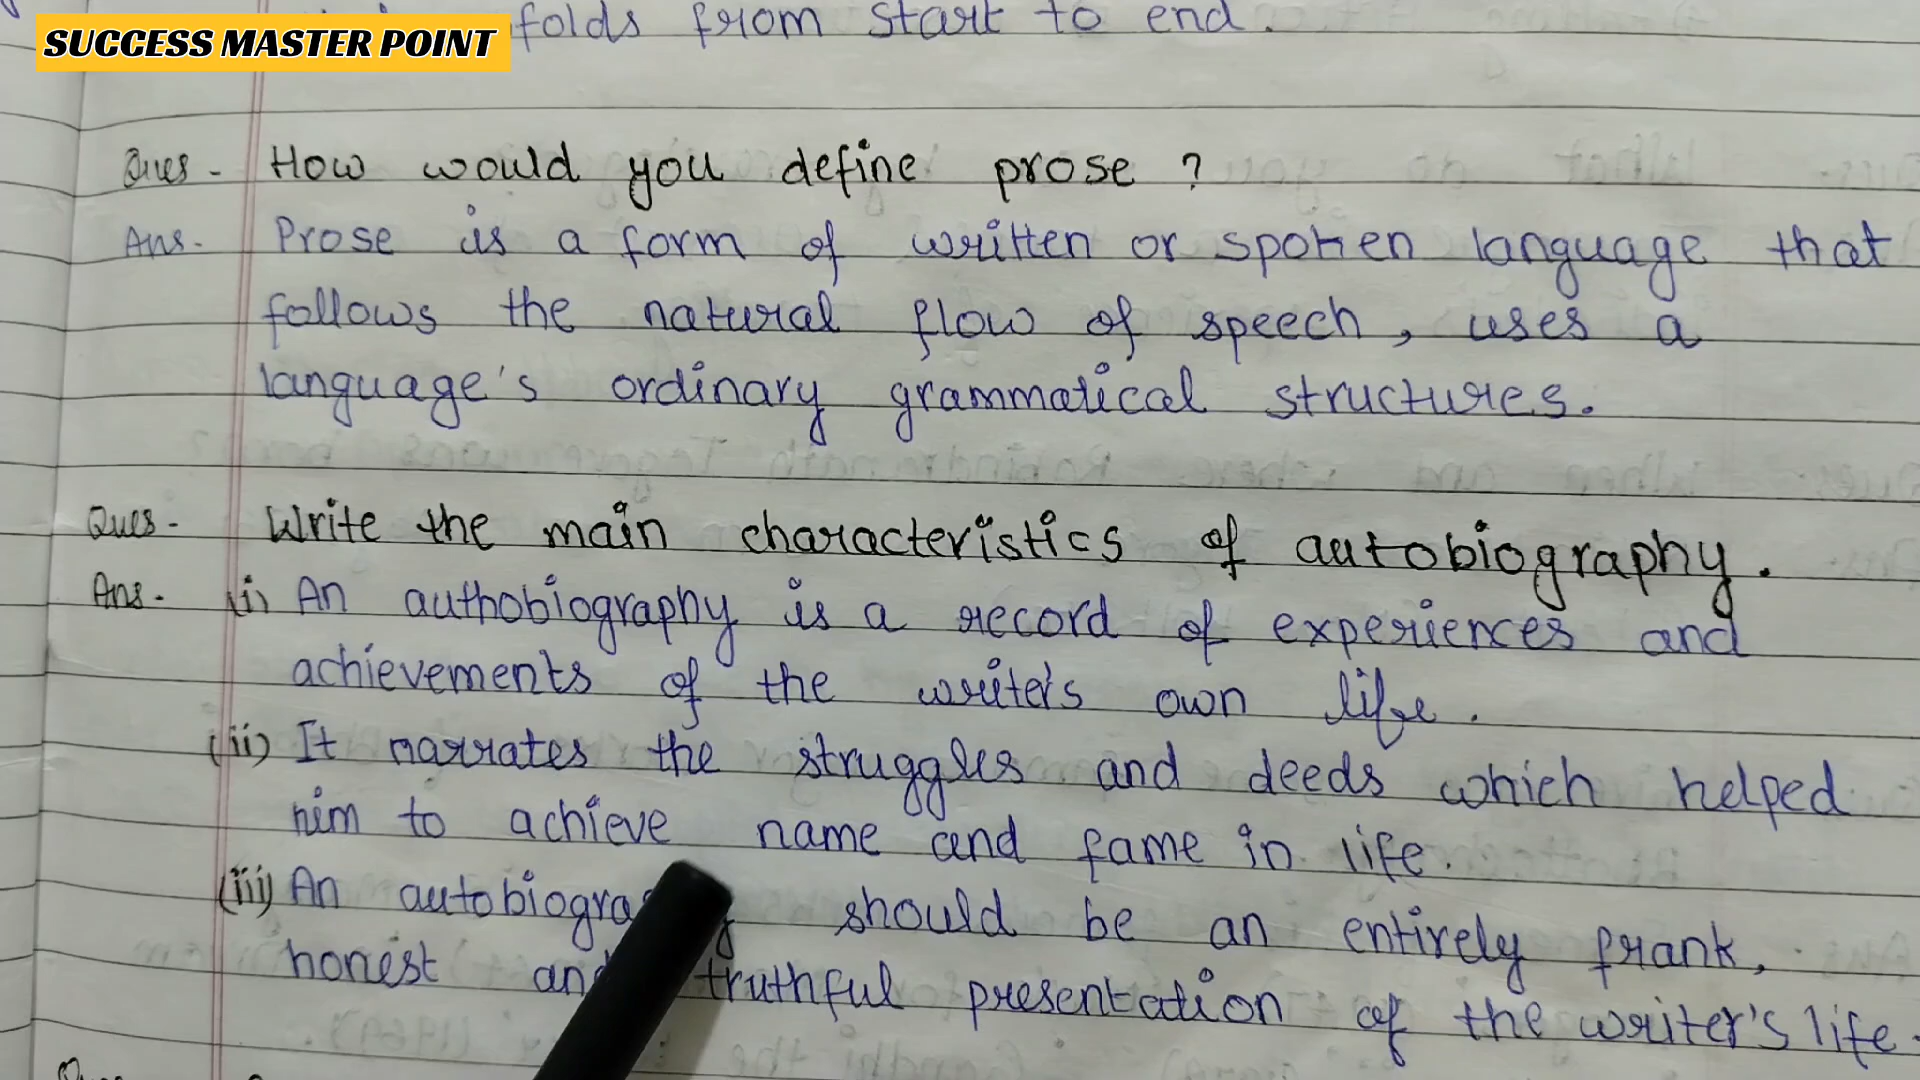 folds from start to end.
SUCCESS MASTER POINT
Ques - How would you define prose ?
Ans - Prose is a form of written or spoken language that
follows the natural flow of speech, uses a
language's ordinary grammatical structures.
Ques - Write the main characteristics of autobiography.
Ans - (i) An authobiography is a record of experiences and
achievements of the writer's own life.
(ii) It narrates the struggles and deeds which helped
him to achieve name and fame in life.
(iii) An should be an entirely frank,
honest and truthful presentation of the writer's life.